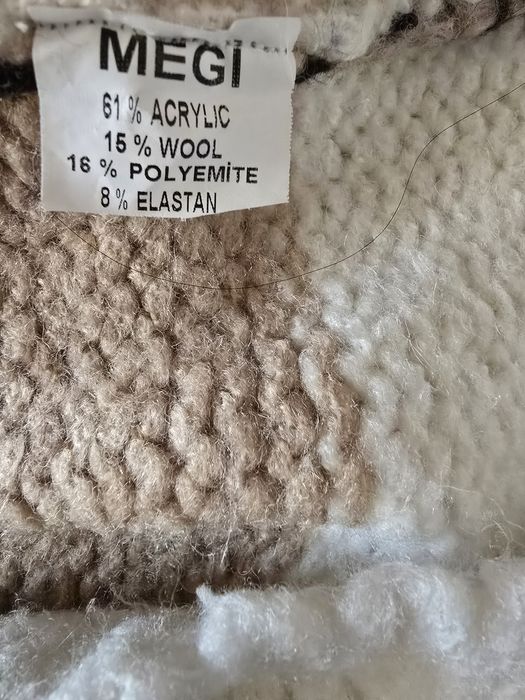 MEGİ
61 % ACRYLIC
15 % WOOL
16 % POLYEMİTE
8 % ELASTAN